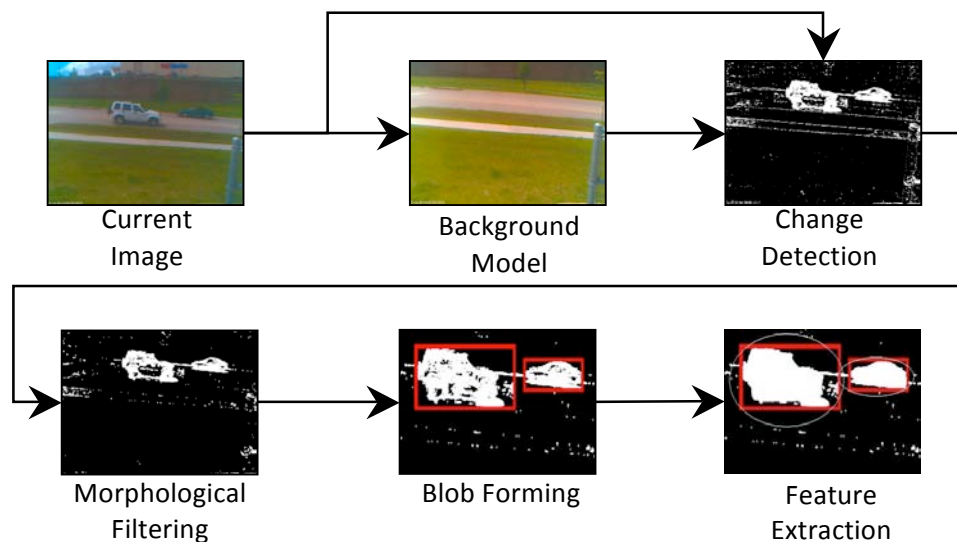 Current
Image
Background
Model
Change
Detection
Morphological
Filtering
Blob Forming
Feature
Extraction